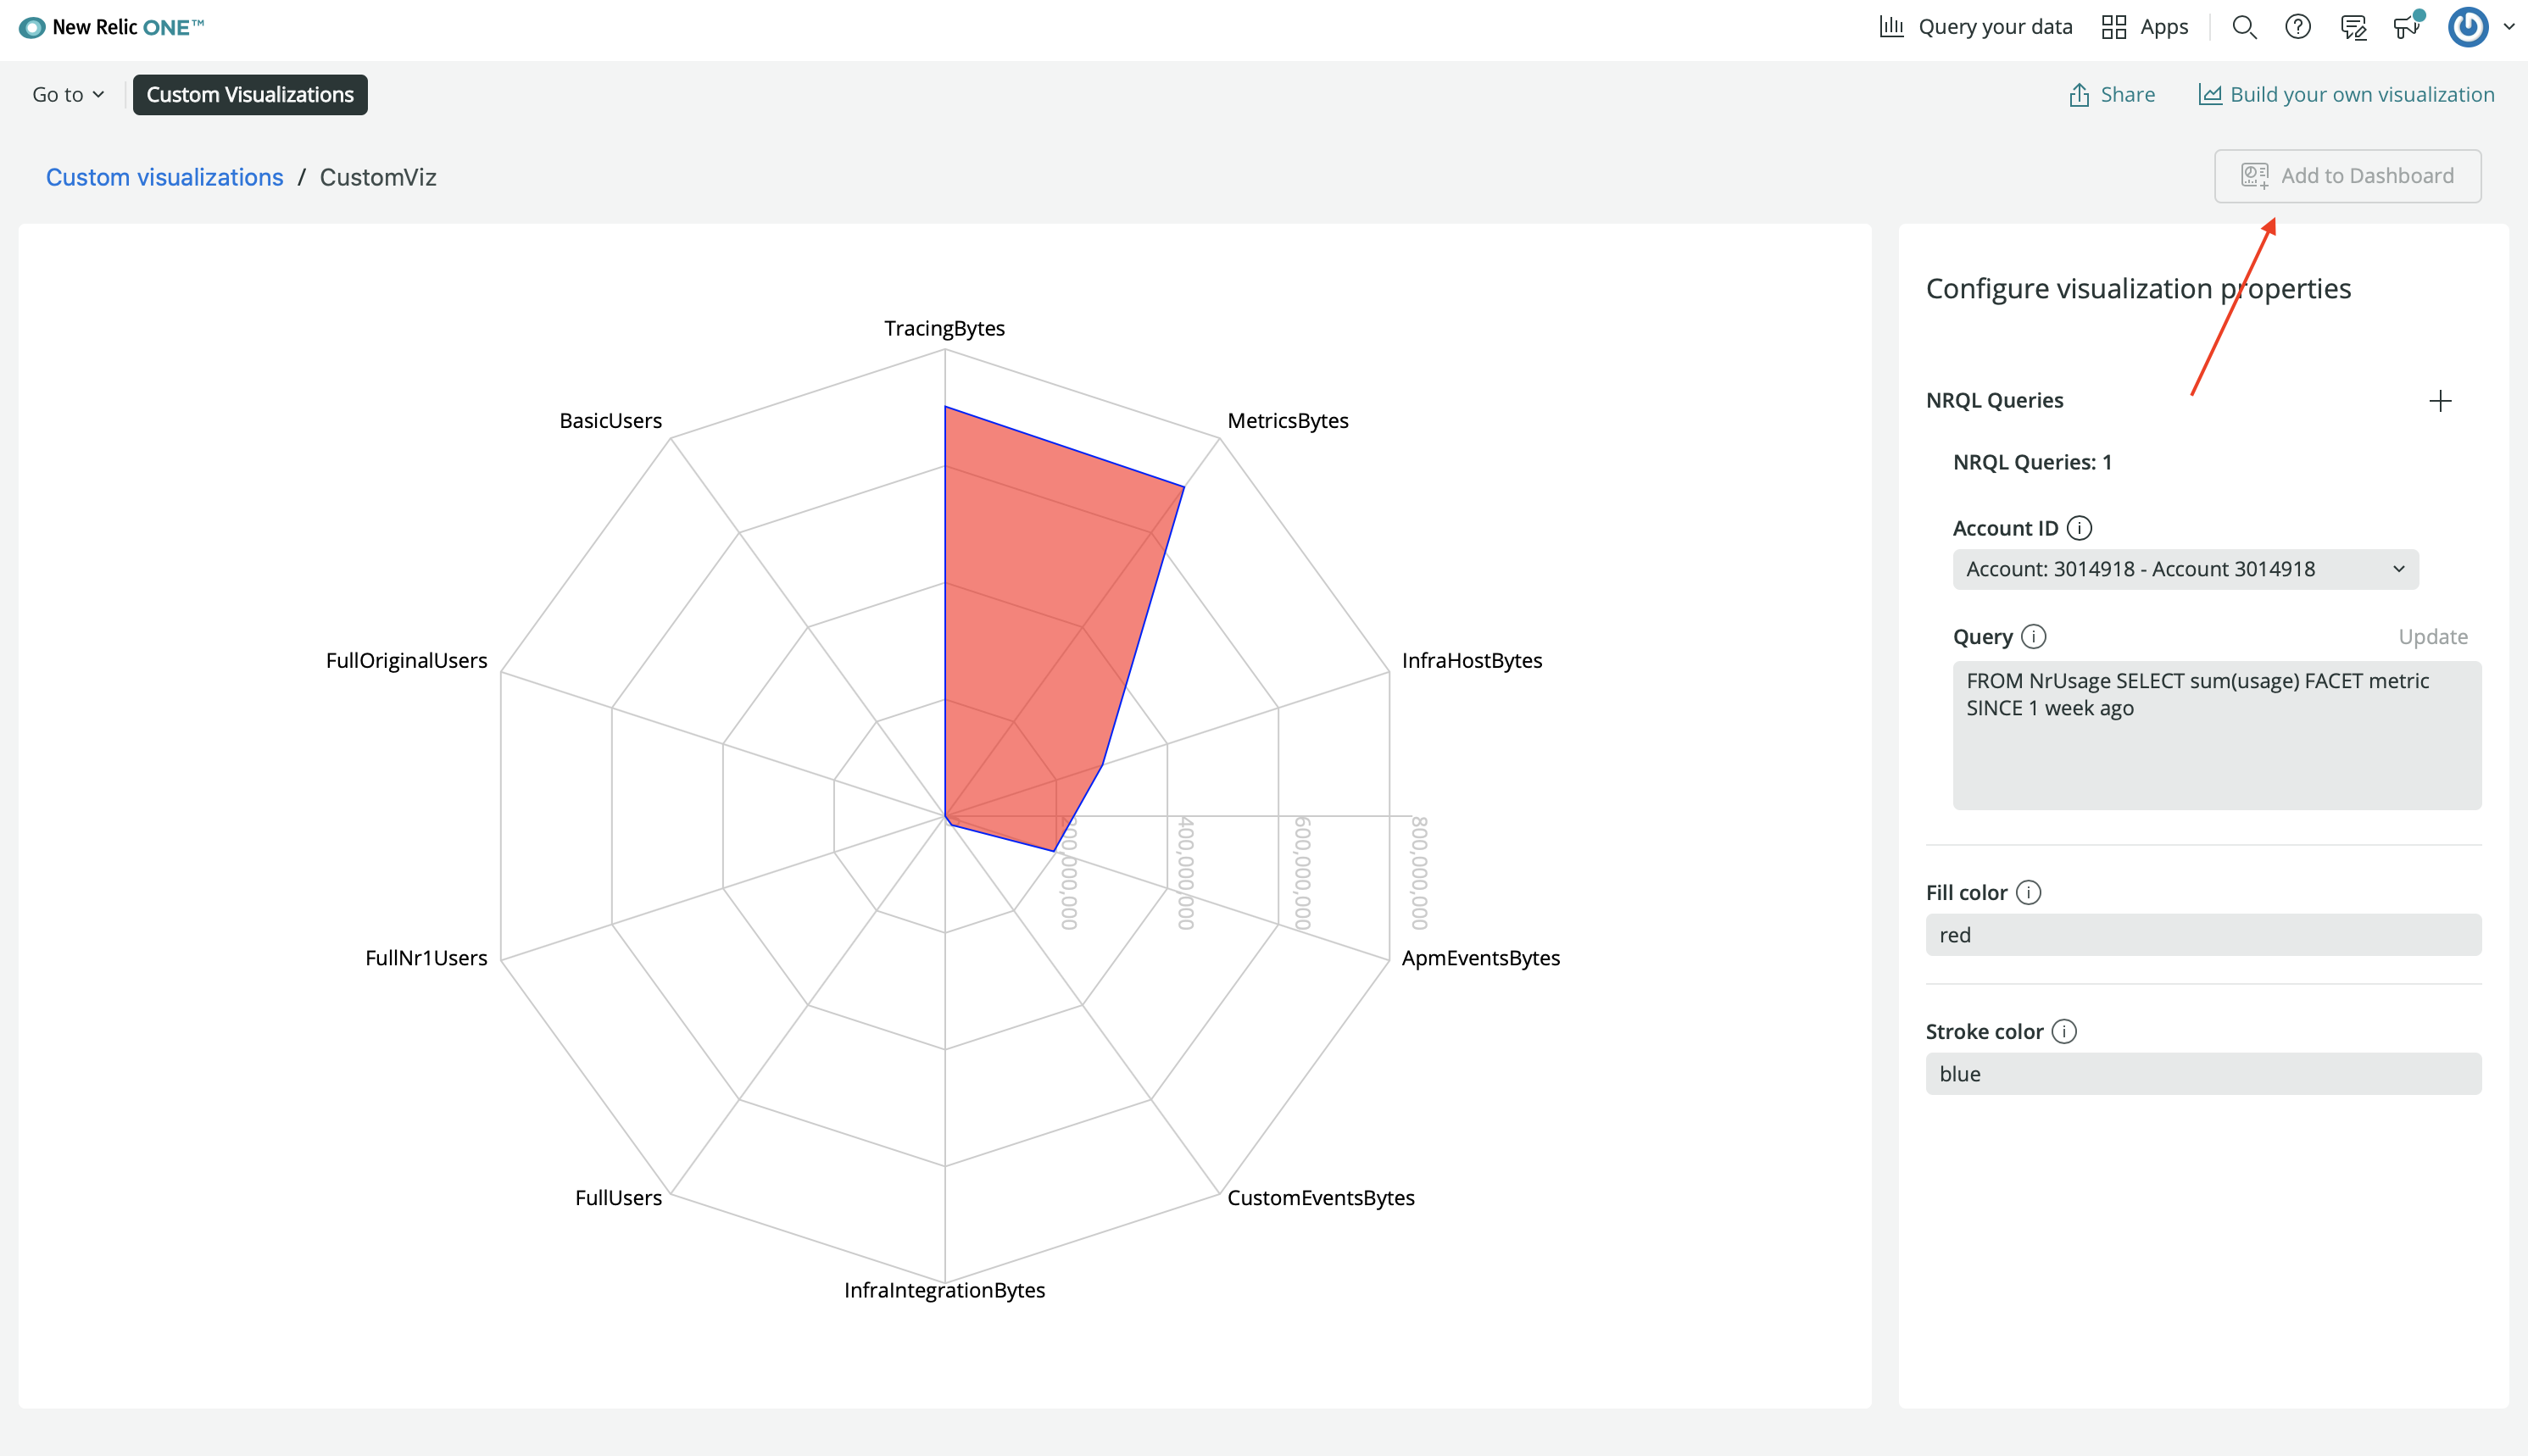 New Relic ONE™
Query your data
Apps
Go to
Custom Visualizations
Share
Build your own visualization
Custom visualizations / CustomViz
Add to Dashboard
TracingBytes
BasicUsers
MetricsBytes
FullOriginalUsers
InfraHostBytes
200,000,000
400,000,000
600,000,000
800,000,000
FullNr1Users
ApmEventsBytes
FullUsers
CustomEventsBytes
InfraIntegrationBytes
Configure visualization properties
NRQL Queries
NRQL Queries: 1
Account ID
Account: 3014918 - Account 3014918
Query
Update
FROM NrUsage SELECT sum(usage) FACET metric
SINCE 1 week ago
Fill color
red
Stroke color
blue